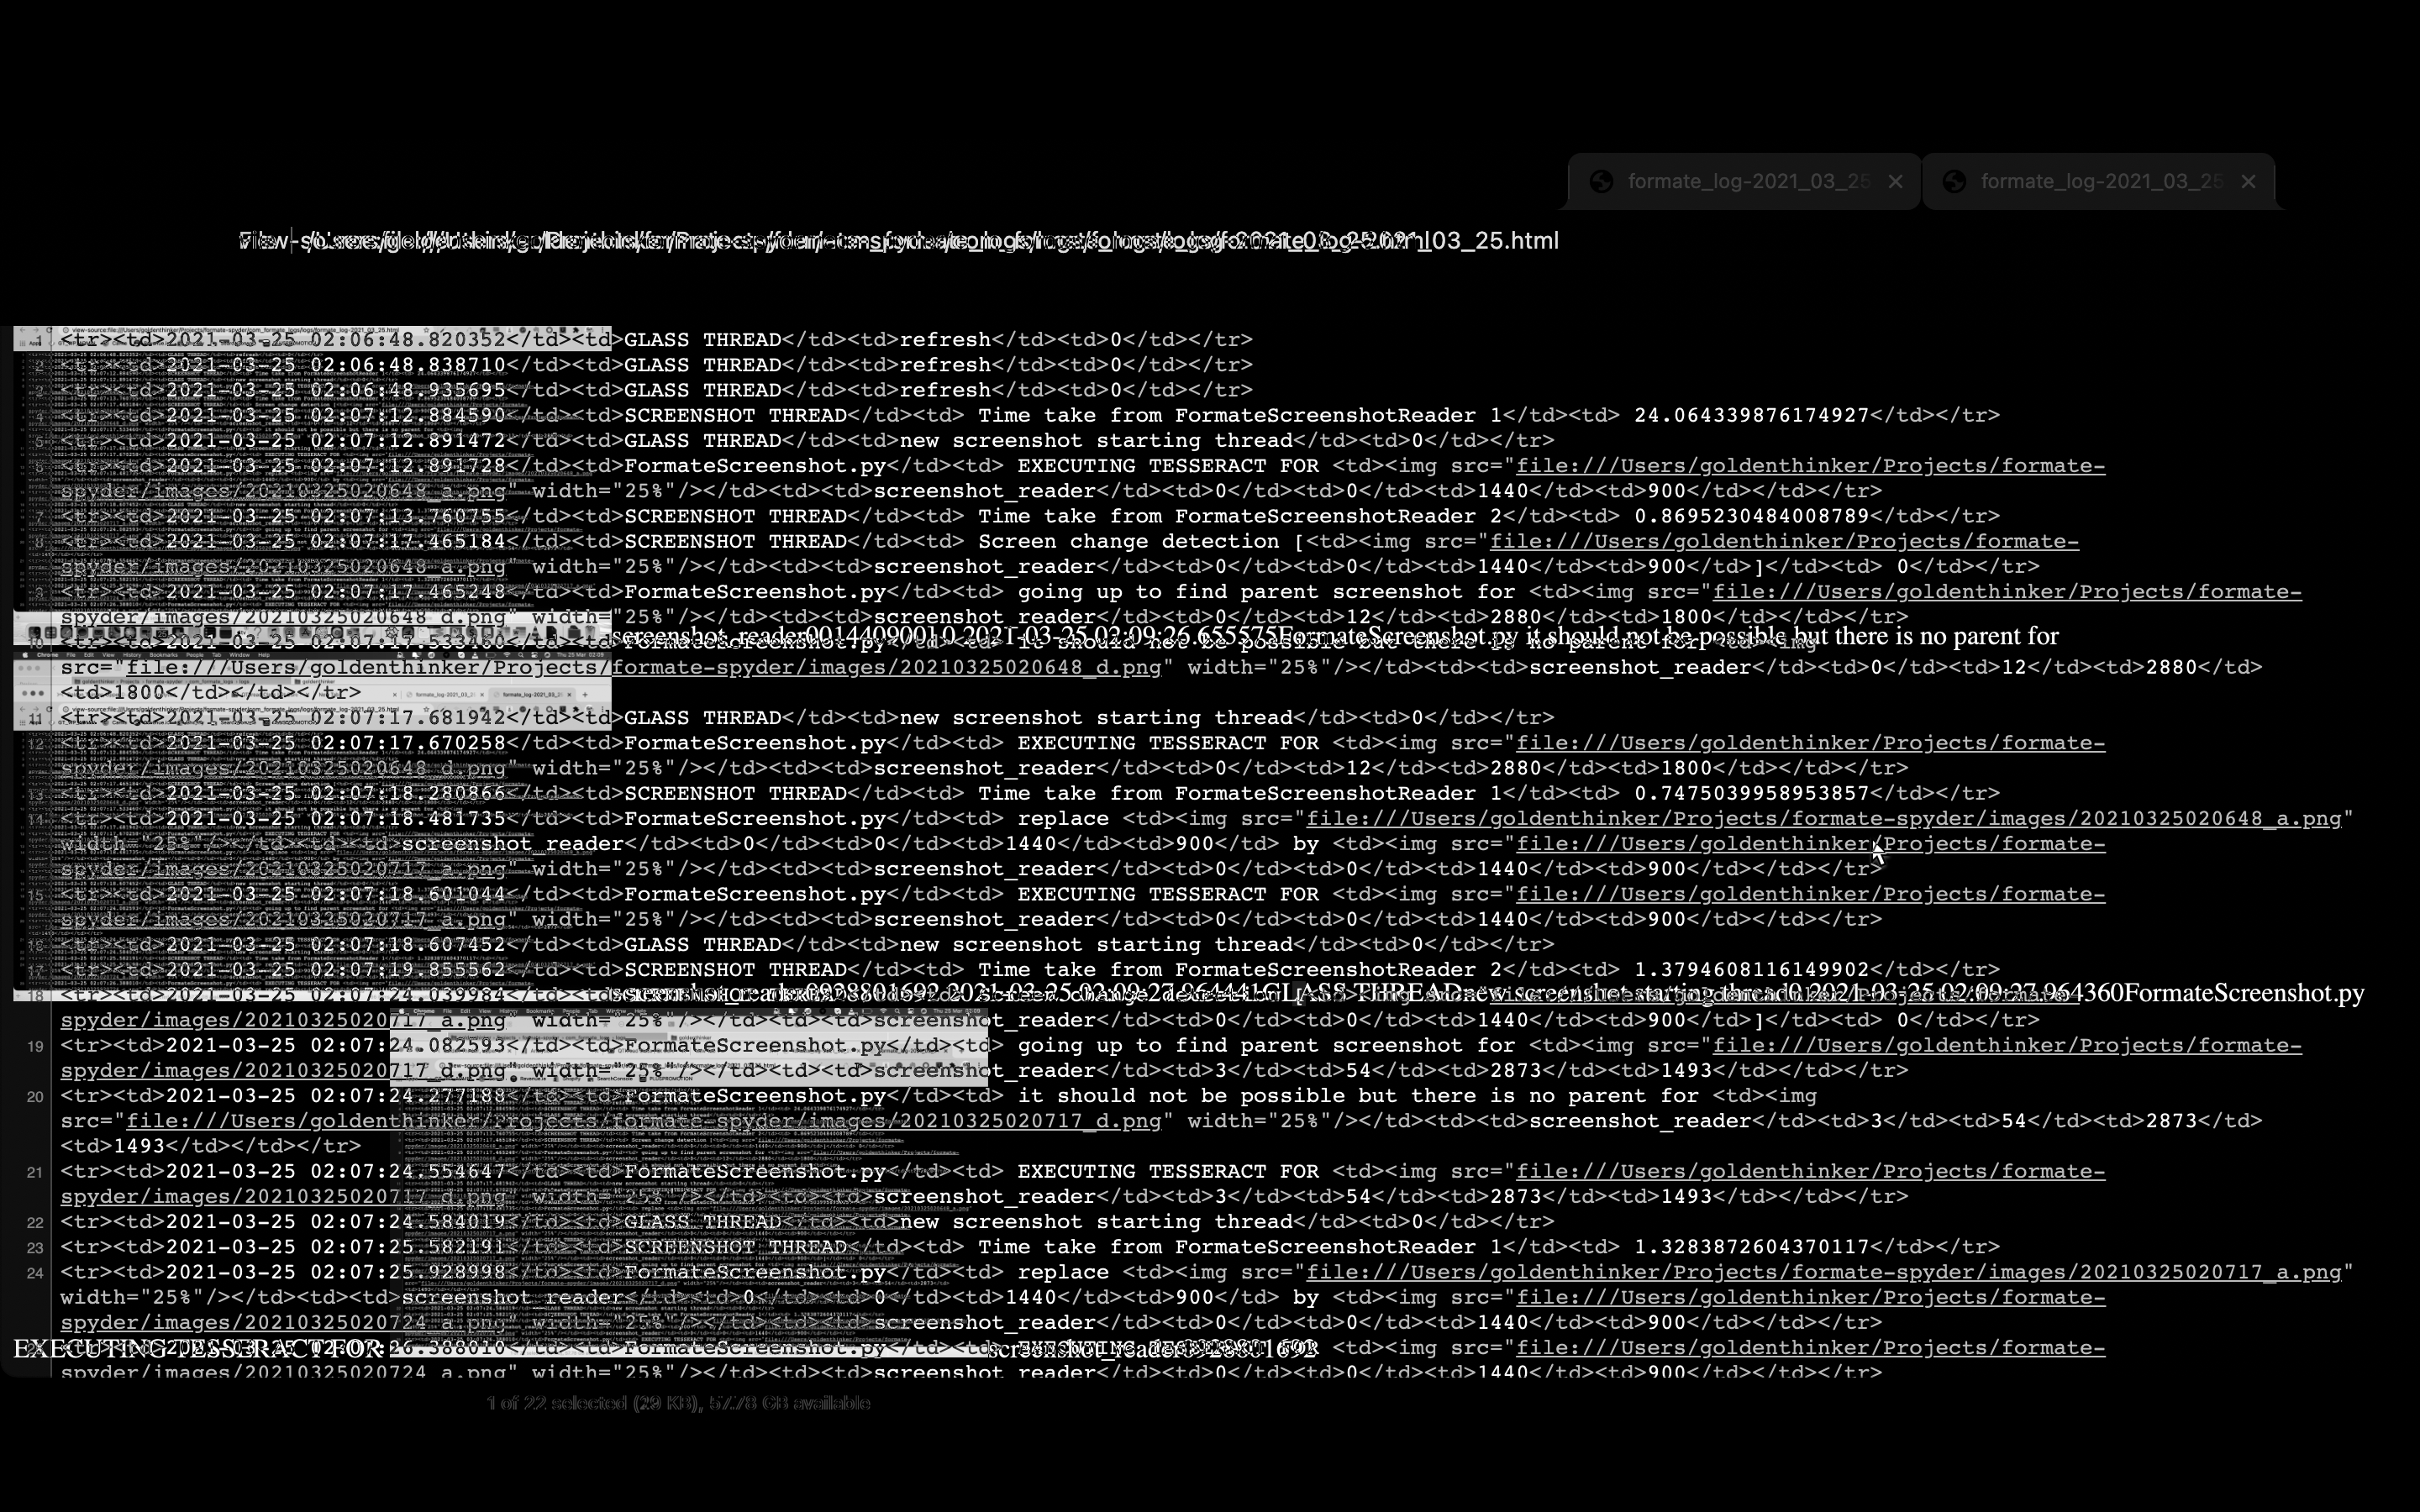 formate_log-2021_03_25 formate_log-2021_03_25
03_25.html
1 <tr><td>2021-03-25 02:06:48.820352</td><td>GLASS THREAD</td><td>refresh</td><td>0</td></tr>
2 <tr><td>2021-03-25 02:06:48.838710</td><td>GLASS THREAD</td><td>refresh</td><td>0</td></tr>
3 <tr><td>2021-03-25 02:06:48.935695</td><td>GLASS THREAD</td><td>refresh</td><td>0</td></tr>
4 <tr><td>2021-03-25 02:07:12.884590</td><td>SCREENSHOT THREAD</td><td> Time take from FormateScreenshotReader 1</td><td> 24.064339876174927</td></tr>
5 <tr><td>2021-03-25 02:07:12.891472</td><td>GLASS THREAD</td><td>new screenshot starting thread</td><td>0</td></tr>
6 <tr><td>2021-03-25 02:07:12.891728</td><td>FormateScreenshot.py</td><td> EXECUTING TESSERACT FOR <td><img src="file:///Users/goldenthinker/Projects/formate-
spyder/images/20210325020648_a.png" width="25%"/></td><td><td>screenshot_reader</td><td>0</td><td>0</td><td>1440</td><td>900</td></td></tr>
7 <tr><td>2021-03-25 02:07:13.760755</td><td>SCREENSHOT THREAD</td><td> Time take from FormateScreenshotReader 2</td><td> 0.8695230484008789</td></tr>
8 <tr><td>2021-03-25 02:07:17.465184</td><td>SCREENSHOT THREAD</td><td> Screen change detection [<td><img src="file:///Users/goldenthinker/Projects/formate-
spyder/images/20210325020648_a.png" width="25%"/></td><td><td>screenshot_reader</td><td>0</td><td>0</td><td>1440</td><td>900</td>]</td><td> 0</td></tr>
9 <tr><td>2021-03-25 02:07:17.465248</td><td>FormateScreenshot.py</td><td> going up to find parent screenshot for <td><img src="file:///Users/goldenthinker/Projects/formate-
spyder/images/20210325020648_d.png" width="25%"/></td><td><td>screenshot_reader</td><td>0</td><td>12</td><td>2880</td><td>1800</td></td></tr>
it should not be possible but there is no parent for
src="file:///Users/goldenthinker/Projects/formate-spyder/images/20210325020648_d.png" width="25%"/></td><td><td>screenshot_reader</td><td>0</td><td>12</td><td>2880</td>
<td>1800</td></td></tr>
11 <tr><td>2021-03-25 02:07:17.681942</td><td>GLASS THREAD</td><td>new screenshot starting thread</td><td>0</td></tr>
12 <tr><td>2021-03-25 02:07:17.670258</td><td>FormateScreenshot.py</td><td> EXECUTING TESSERACT FOR <td><img src="file:///Users/goldenthinker/Projects/formate-
spyder/images/20210325020648_d.png" width="25%"/></td><td><td>screenshot_reader</td><td>0</td><td>12</td><td>2880</td><td>1800</td></td></tr>
13 <tr><td>2021-03-25 02:07:18.280866</td><td>SCREENSHOT THREAD</td><td> Time take from FormateScreenshotReader 1</td><td> 0.7475039958953857</td></tr>
14 <tr><td>2021-03-25 02:07:18.481735</td><td>FormateScreenshot.py</td><td> replace <td><img src="file:///Users/goldenthinker/Projects/formate-spyder/images/20210325020648_a.png"
width="25%"/></td><td><td>screenshot_reader</td><td>0</td><td>0</td><td>1440</td><td>900</td> by <td><img src="file:///Users/goldenthinker/Projects/formate-
spyder/images/20210325020717_a.png" width="25%"/></td><td><td>screenshot_reader</td><td>0</td><td>0</td><td>1440</td><td>900</td></td></tr>
15 <tr><td>2021-03-25 02:07:18.601044</td><td>FormateScreenshot.py</td><td> EXECUTING TESSERACT FOR <td><img src="file:///Users/goldenthinker/Projects/formate-
spyder/images/20210325020717_a.png" width="25%"/></td><td><td>screenshot_reader</td><td>0</td><td>0</td><td>1440</td><td>900</td></td></tr>
16 <tr><td>2021-03-25 02:07:18.607452</td><td>GLASS THREAD</td><td>new screenshot starting thread</td><td>0</td></tr>
17 <tr><td>2021-03-25 02:07:19.855562</td><td>SCREENSHOT THREAD</td><td> Time take from FormateScreenshotReader 2</td><td> 1.3794608116149902</td></tr>
18 <tr><td>2021-03-25 02:07:24.039984</td><td> 02:09:27.964360FormateScreenshot.py
spyder/images/20210325020717_a.png" width="25%"/></td><td><td>screenshot_reader</td><td>0</td><td>0</td><td>1440</td><td>900</td>]</td><td> 0</td></tr>
19 <tr><td>2021-03-25 02:07:24.082593</td><td>FormateScreenshot.py</td><td> going up to find parent screenshot for <td><img src="file:///Users/goldenthinker/Projects/formate-
spyder/images/20210325020717_d.png" width="25%"/></td><td><td>screenshot_reader</td><td>3</td><td>54</td><td>2873</td><td>1493</td></td></tr>
20 <tr><td>2021-03-25 02:07:24.277188</td><td>FormateScreenshot.py</td><td> it should not be possible but there is no parent for <td><img
src="file:///Users/goldenthinker/Projects/formate-spyder/images/20210325020717_d.png" width="25%"/></td><td><td>screenshot_reader</td><td>3</td><td>54</td><td>2873</td>
<td>1493</td></td></tr>
21 <tr><td>2021-03-25 02:07:24.554647</td><td>FormateScreenshot.py</td><td> EXECUTING TESSERACT FOR <td><img src="file:///Users/goldenthinker/Projects/formate-
spyder/images/20210325020717_d.png" width="25%"/></td><td><td>screenshot_reader</td><td>3</td><td>54</td><td>2873</td><td>1493</td></td></tr>
22 <tr><td>2021-03-25 02:07:24.584019</td><td>GLASS THREAD</td><td>new screenshot starting thread</td><td>0</td></tr>
23 <tr><td>2021-03-25 02:07:25.582191</td><td>SCREENSHOT THREAD</td><td> Time take from FormateScreenshotReader 1</td><td> 1.3283872604370117</td></tr>
24 <tr><td>2021-03-25 02:07:25.928998</td><td>FormateScreenshot.py</td><td> replace <td><img src="file:///Users/goldenthinker/Projects/formate-spyder/images/20210325020717_a.png"
width="25%"/></td><td><td>screenshot_reader</td><td>0</td><td>0</td><td>1440</td><td>900</td> by <td><img src="file:///Users/goldenthinker/Projects/formate-
spyder/images/20210325020724_a.png" width="25%"/></td><td><td>screenshot_reader</td><td>0</td><td>0</td><td>1440</td><td>900</td></td></tr>
EXECUTING TESSERACT FOR 26.388010</td><td>FormateScreenshot.py</td><td> <td><img src="file:///Users/goldenthinker/Projects/formate-
spyder/images/20210325020724_a.png" width="25%"/></td><td><td>screenshot_reader</td><td>0</td><td>0</td><td>1440</td><td>900</td></td></tr>
1 of 22 selected (29 KB), 57.78 GB available